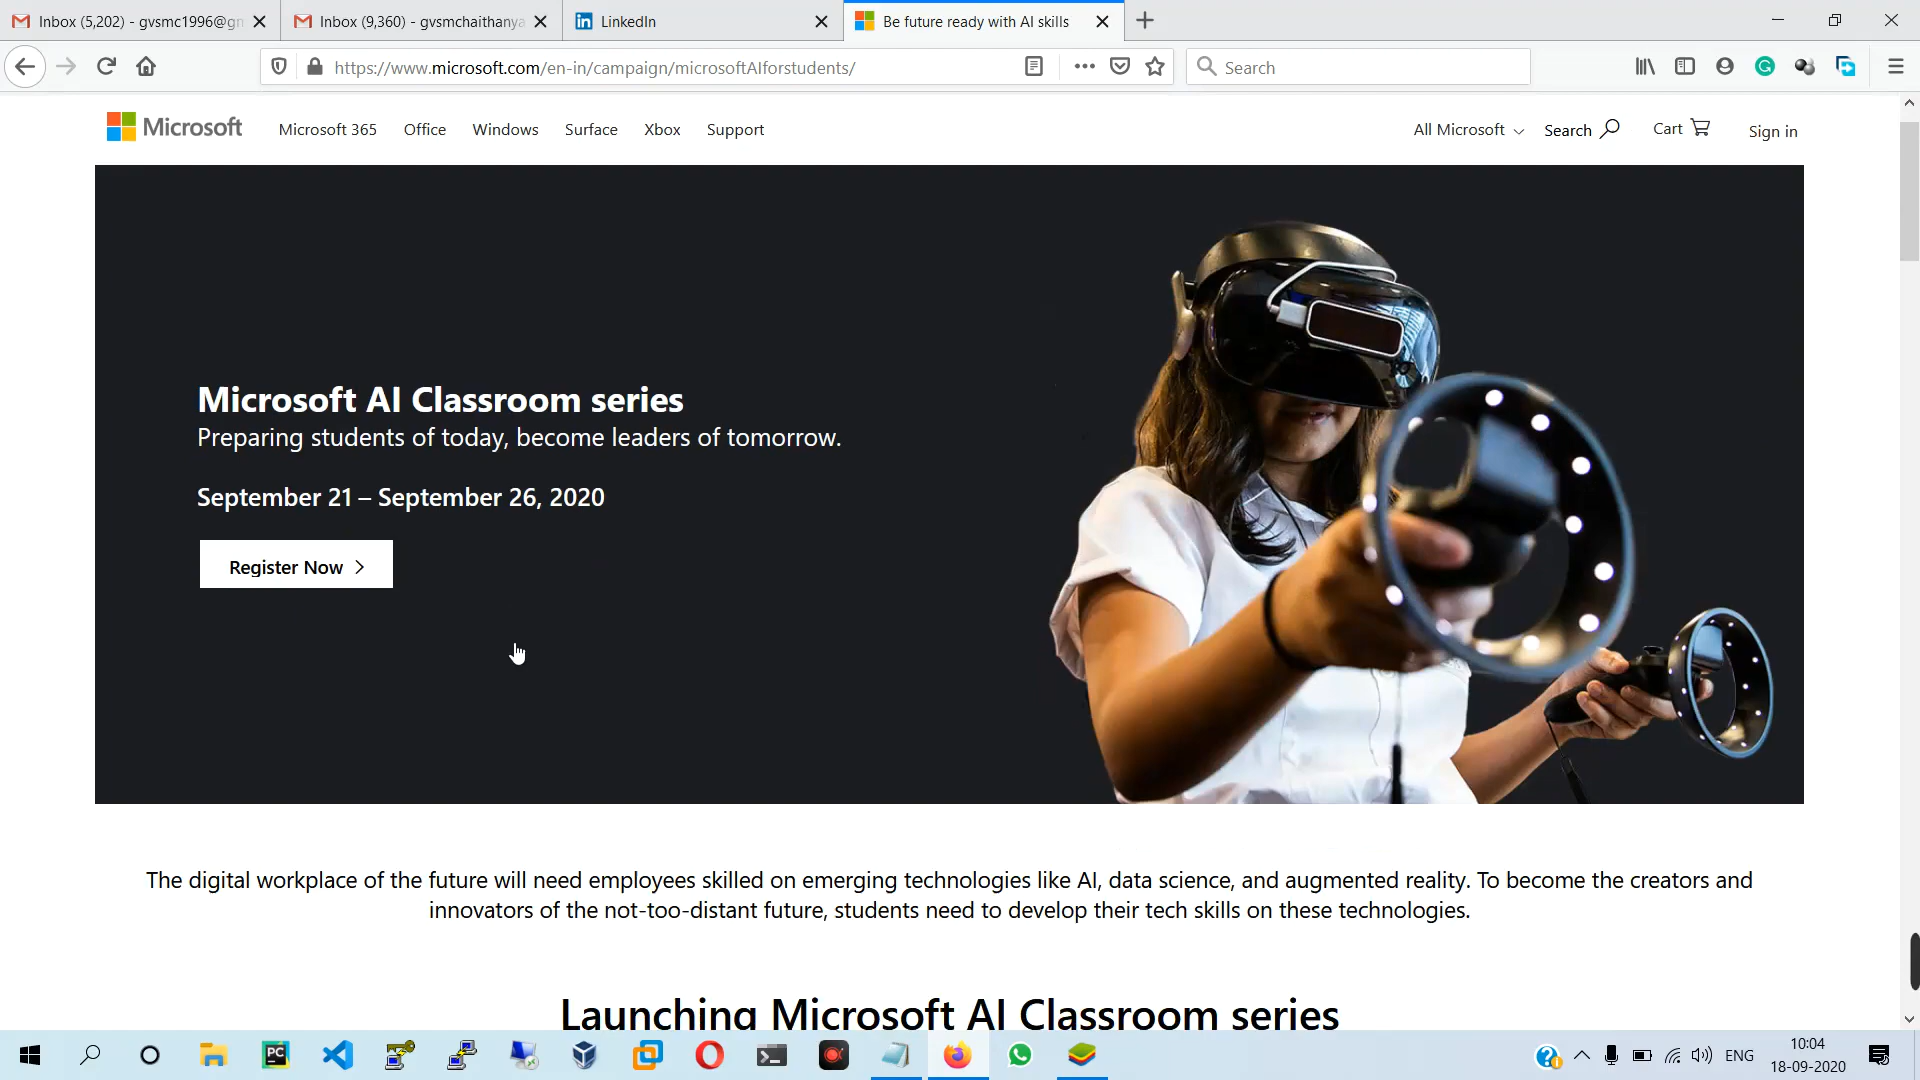 Inbox (5,202) - gvsmc1996@gm
Inbox (9,360) - gvsmchaithanya
LinkedIn
Be future ready with AI skills
https://www.microsoft.com/en-in/campaign/microsoftAIforstudents/
Search
Microsoft
Microsoft 365
Office
Windows
Surface
Xbox
Support
All Microsoft
Search
Cart
Sign in
Microsoft AI Classroom series
Preparing students of today, become leaders of tomorrow.
September 21 – September 26, 2020
Register Now
The digital workplace of the future will need employees skilled on emerging technologies like AI, data science, and augmented reality. To become the creators and
innovators of the not-too-distant future, students need to develop their tech skills on these technologies.
Launching Microsoft AI Classroom series
PC
ENG
10:04
18-09-2020